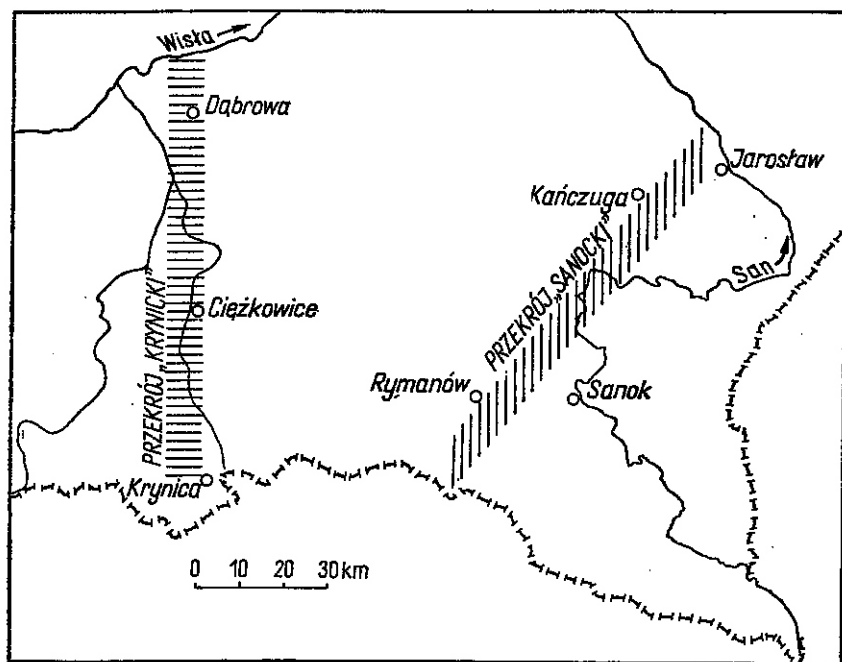 Wisła
Dąbrowa
Jarosław
Kańczuga
San
PRZEKRÓJ „SANOCKI"
PRZEKRÓJ „KRYNICKI"
Ciężkowice
Rymanów
Sanok
Krynica
0 10 20 30 km